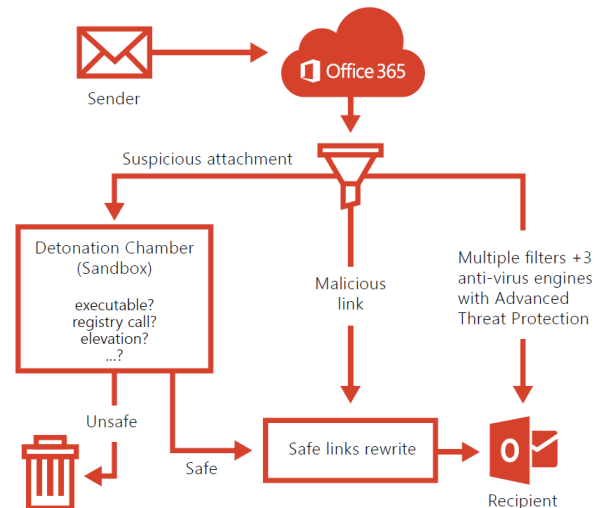 Office 365
Sender
Suspicious attachment
Detonation Chamber
(Sandbox)
executable?
registry call?
elevation?
...?
Malicious
link
Multiple filters +3
anti-virus engines
with Advanced
Threat Protection
Unsafe
Safe
Safe links rewrite
O
Recipient